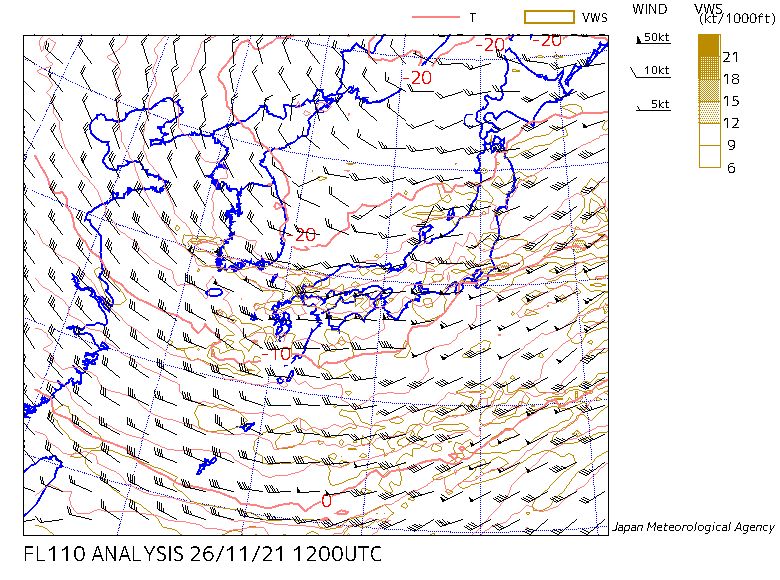 T
VWS
WIND
VWS
(kt/1000ft)
50kt
10kt
5kt
21
18
15
12
9
6
-20
-20
-20
-20
-10
0
Japan Meteorological Agency
FL110 ANALYSIS 26/11/21 1200UTC